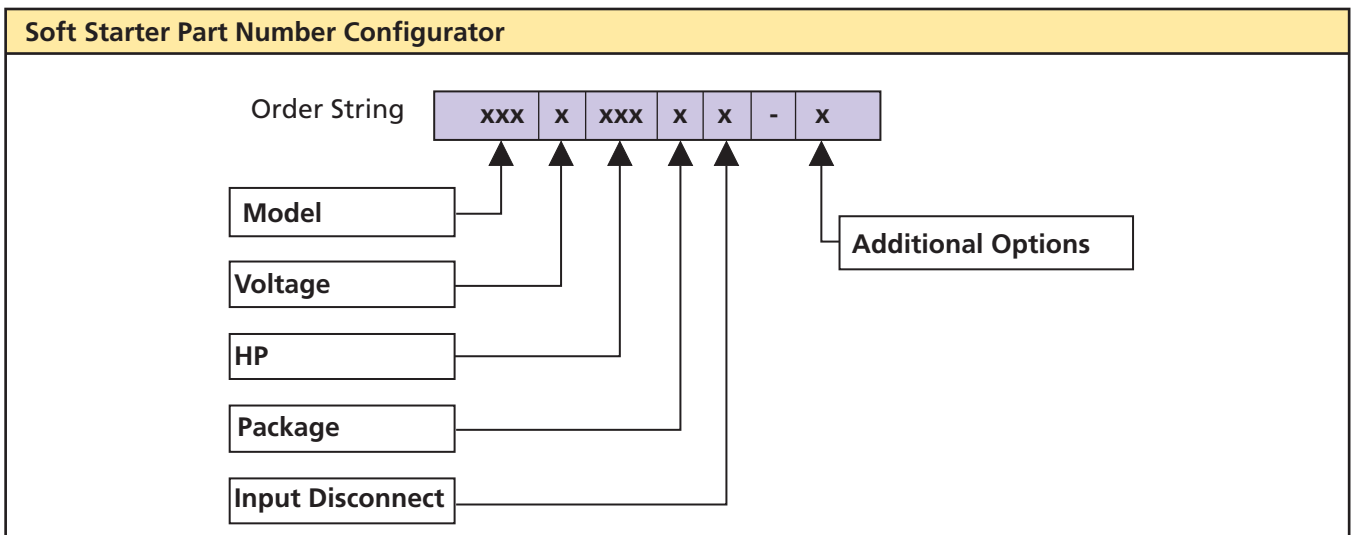 Soft Starter Part Number Configurator
Order String xxx x xxx x x - x
Model
Additional Options
Voltage
HP
Package
Input Disconnect